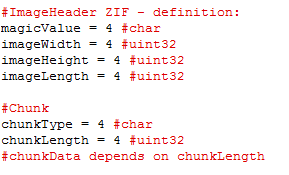 #ImageHeader ZIF - definition:
magicValue = 4 #char
imageWidth = 4 #uint32
imageHeight = 4 #uint32
imageLength = 4 #uint32

#Chunk
chunkType = 4 #char
chunkLength = 4 #uint32
#chunkData depends on chunkLength